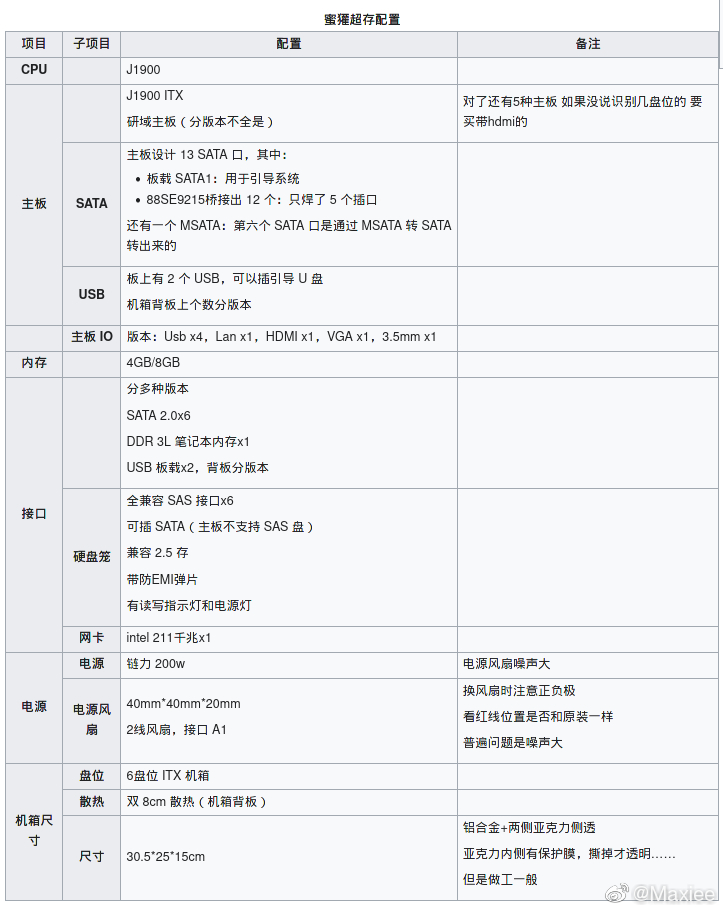 蜜獾超存配置
项目 子项目 配置 备注
CPU J1900
主板
J1900 ITX
研域主板（分版本不全是）
对了还有5种主板 如果没说识别几盘位的 要
买带hdmi的
SATA
主板设计 13 SATA 口，其中：
• 板载 SATA1：用于引导系统
• 88SE9215桥接出 12 个：只焊了 5 个插口
还有一个 MSATA：第六个 SATA 口是通过 MSATA 转 SATA
转出来的
USB
板上有 2 个 USB，可以插引导 U 盘
机箱背板上个数分版本
主板 IO 版本：Usb x4，Lan x1，HDMI x1，VGA x1，3.5mm x1
内存 4GB/8GB
接口
分多种版本
SATA 2.0x6
DDR 3L 笔记本内存x1
USB 板载x2，背板分版本
硬盘笼
全兼容 SAS 接口x6
可插 SATA（主板不支持 SAS 盘）
兼容 2.5 存
带防EMI弹片
有读写指示灯和电源灯
网卡 intel 211千兆x1
电源
电源 链力 200w 电源风扇噪声大
电源风
扇
40mm*40mm*20mm
2线风扇，接口 A1
换风扇时注意正负极
看红线位置是否和原装一样
普遍问题是噪声大
机箱尺
寸
盘位 6盘位 ITX 机箱
散热 双 8cm 散热（机箱背板）
尺寸 30.5*25*15cm
铝合金+两侧亚克力侧透
亚克力内侧有保护膜，撕掉才透明……
但是做工一般
@Maxiee